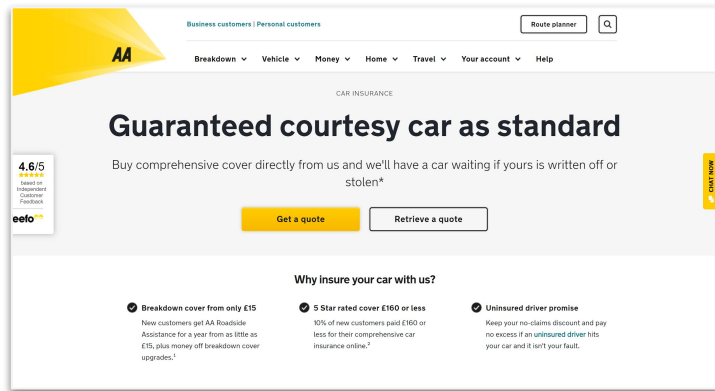 Business customers | Personal customers
Route planner
AA
Breakdown Vehicle Money Home Travel Your account Help
CAR INSURANCE
Guaranteed courtesy car as standard
Buy comprehensive cover directly from us and we'll have a car waiting if yours is written off or
stolen*
4.6/5
based on
Independent
Customer
Feedback
eefo
Get a quote
Retrieve a quote
CHAT NOW
Why insure your car with us?
Breakdown cover from only £15
New customers get AA Roadside
Assistance for a year from as little as
£15, plus money off breakdown cover
upgrades.¹
5 Star rated cover £160 or less
10% of new customers paid £160 or
less for their comprehensive car
insurance online.²
Uninsured driver promise
Keep your no-claims discount and pay
no excess if an uninsured driver hits
your car and it isn't your fault.